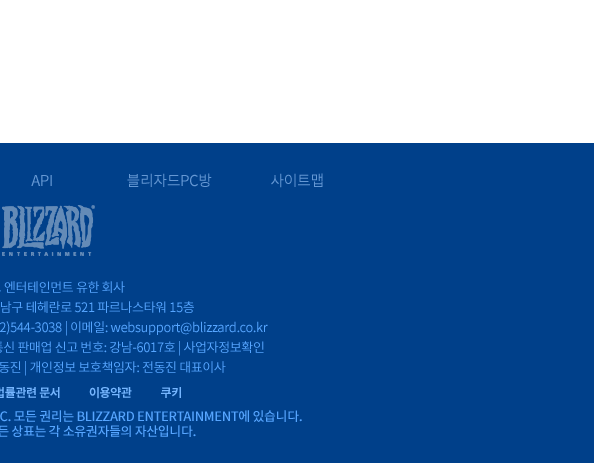 API 블리자드PC방 사이트맵
BLIZZARD
ENTERTAINMENT
엔터테인먼트 유한 회사
남구 테헤란로 521 파르나스타워 15층
2)544-3038 | 이메일: websupport@blizzard.co.kr
통신 판매업 신고 번호: 강남-6017호 | 사업자정보확인
동진 | 개인정보 보호책임자: 전동진 대표이사
법률관련 문서 이용약관 쿠키
C. 모든 권리는 BLIZZARD ENTERTAINMENT에 있습니다.
든 상표는 각 소유권자들의 자산입니다.